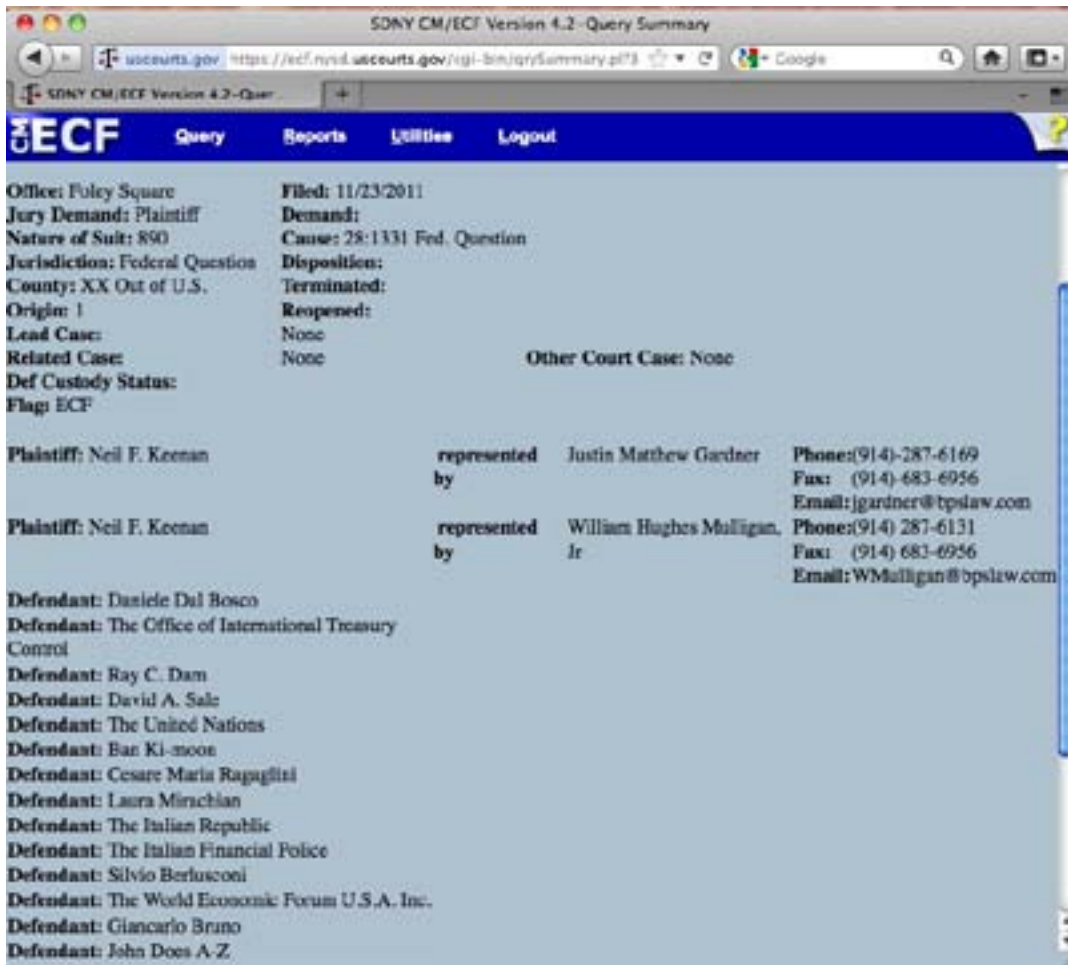 SDNY CM/ECF Version 4.2-Query Summary
uscourts.gov https://ecf.nysd.uscourts.gov/cgi-bin/qrySummary.pl?3 Google
SDNY CM/ECF Version 4.2-Quer...
CM ECF Query Reports Utilities Logout ?
Office: Foley Square Filed: 11/23/2011
Jury Demand: Plaintiff Demand:
Nature of Suit: 890 Cause: 28:1331 Fed. Question
Jurisdiction: Federal Question Disposition:
County: XX Out of U.S. Terminated:
Origin: 1 Reopened:
Lead Case: None
Related Case: None Other Court Case: None
Def Custody Status:
Flag: ECF
Plaintiff: Neil F. Keenan represented Justin Matthew Gardner Phone:(914)-287-6169
by Fax: (914)-683-6956
Email:jgardner@bpslaw.com
Plaintiff: Neil F. Keenan represented William Hughes Mulligan, Phone:(914) 287-6131
by Jr Fax: (914) 683-6956
Email:WMulligan@bpslaw.com
Defendant: Daniele Dal Bosco
Defendant: The Office of International Treasury
Control
Defendant: Ray C. Dam
Defendant: David A. Sale
Defendant: The United Nations
Defendant: Ban Ki-moon
Defendant: Cesare Maria Ragaglini
Defendant: Laura Mirachian
Defendant: The Italian Republic
Defendant: The Italian Financial Police
Defendant: Silvio Berlusconi
Defendant: The World Economic Forum U.S.A. Inc.
Defendant: Giancarlo Bruno
Defendant: John Does A-Z